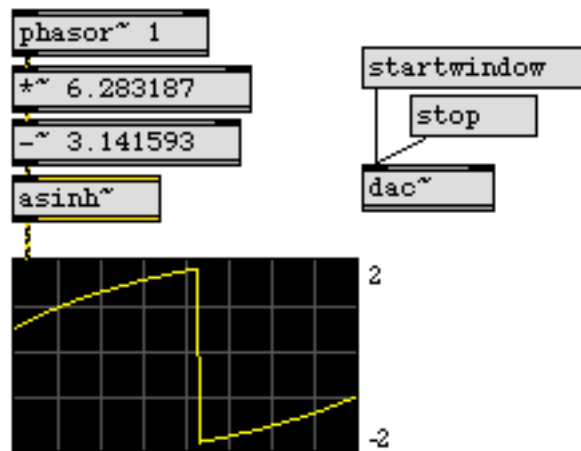 phasor~ 1
*~ 6.283187
-~ 3.141593
asinh~
startwindow
stop
dac~
2
-2